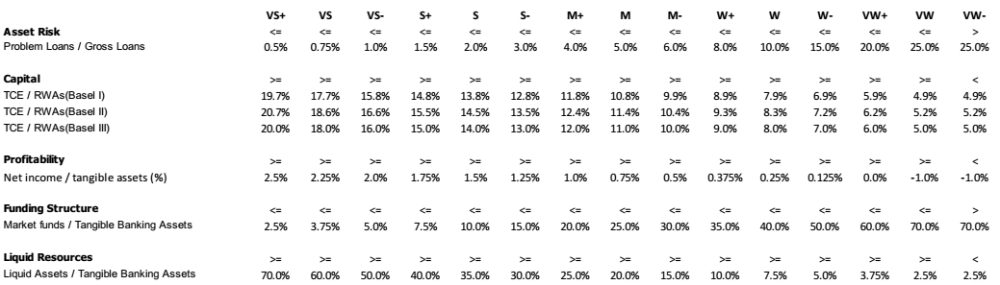 VS+ VS VS- S+ S S- M+ M M- W+ W W- VW+ VW VW-
Asset Risk <= <= <= <= <= <= <= <= <= <= <= <= <= <= >
Problem Loans / Gross Loans 0.5% 0.75% 1.0% 1.5% 2.0% 3.0% 4.0% 5.0% 6.0% 8.0% 10.0% 15.0% 20.0% 25.0% 25.0%
Capital >= >= >= >= >= >= >= >= >= >= >= >= >= >= <
TCE / RWAs(Basel I) 19.7% 17.7% 15.8% 14.8% 13.8% 12.8% 11.8% 10.8% 9.9% 8.9% 7.9% 6.9% 5.9% 4.9% 4.9%
TCE / RWAs(Basel II) 20.7% 18.6% 16.6% 15.5% 14.5% 13.5% 12.4% 11.4% 10.4% 9.3% 8.3% 7.2% 6.2% 5.2% 5.2%
TCE / RWAs(Basel III) 20.0% 18.0% 16.0% 15.0% 14.0% 13.0% 12.0% 11.0% 10.0% 9.0% 8.0% 7.0% 6.0% 5.0% 5.0%
Profitability >= >= >= >= >= >= >= >= >= >= >= >= >= >= <
Net income / tangible assets (%) 2.5% 2.25% 2.0% 1.75% 1.5% 1.25% 1.0% 0.75% 0.5% 0.375% 0.25% 0.125% 0.0% -1.0% -1.0%
Funding Structure <= <= <= <= <= <= <= <= <= <= <= <= <= <= >
Market funds / Tangible Banking Assets 2.5% 3.75% 5.0% 7.5% 10.0% 15.0% 20.0% 25.0% 30.0% 35.0% 40.0% 50.0% 60.0% 70.0% 70.0%
Liquid Resources >= >= >= >= >= >= >= >= >= >= >= >= >= >= <
Liquid Assets / Tangible Banking Assets 70.0% 60.0% 50.0% 40.0% 35.0% 30.0% 25.0% 20.0% 15.0% 10.0% 7.5% 5.0% 3.75% 2.5% 2.5%